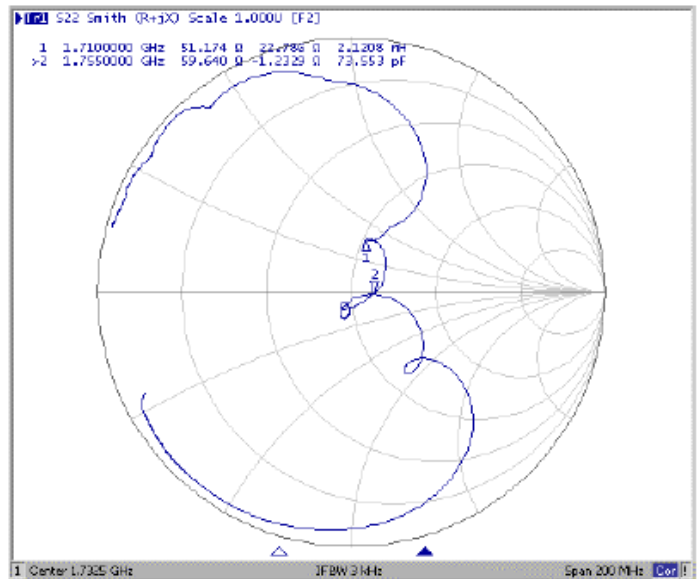 Tr1 S22 Smith (R+jX) Scale 1.000U [F2]
1 1.7100000 GHz 51.174 Ω 22.786 Ω 2.1208 nH
>2 1.7550000 GHz 59.640 Ω -1.2329 Ω 73.553 pF
1
2
1 Center 1.7325 GHz IFBW 3 kHz Span 200 MHz Cor !